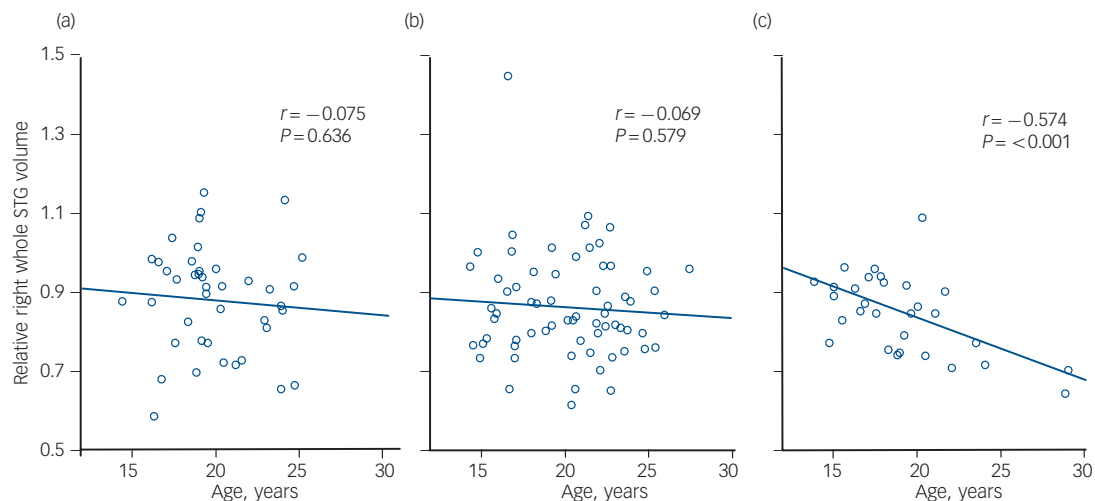 (a)
(b)
(c)
Relative right whole STG volume
1.5
1.3
1.1
0.9
0.7
0.5
r = −0.075
P = 0.636
15 20 25 30
Age, years
r = −0.069
P = 0.579
15 20 25 30
Age, years
r = −0.574
P = <0.001
15 20 25 30
Age, years